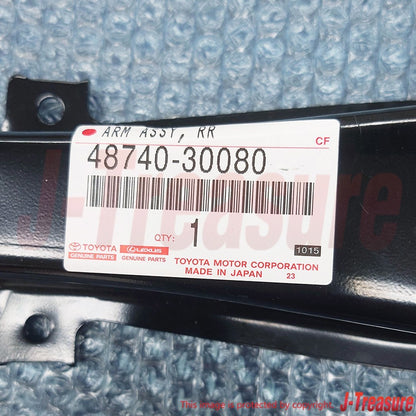 ARM ASSY, RR
CF
48740-30080
QTY: 1
1015
TOYOTA LEXUS
GENUINE PARTS GENUINE PARTS
TOYOTA MOTOR CORPORATION
MADE IN JAPAN 23
J-Treasure
This image is protected by copyright
J-Treasure